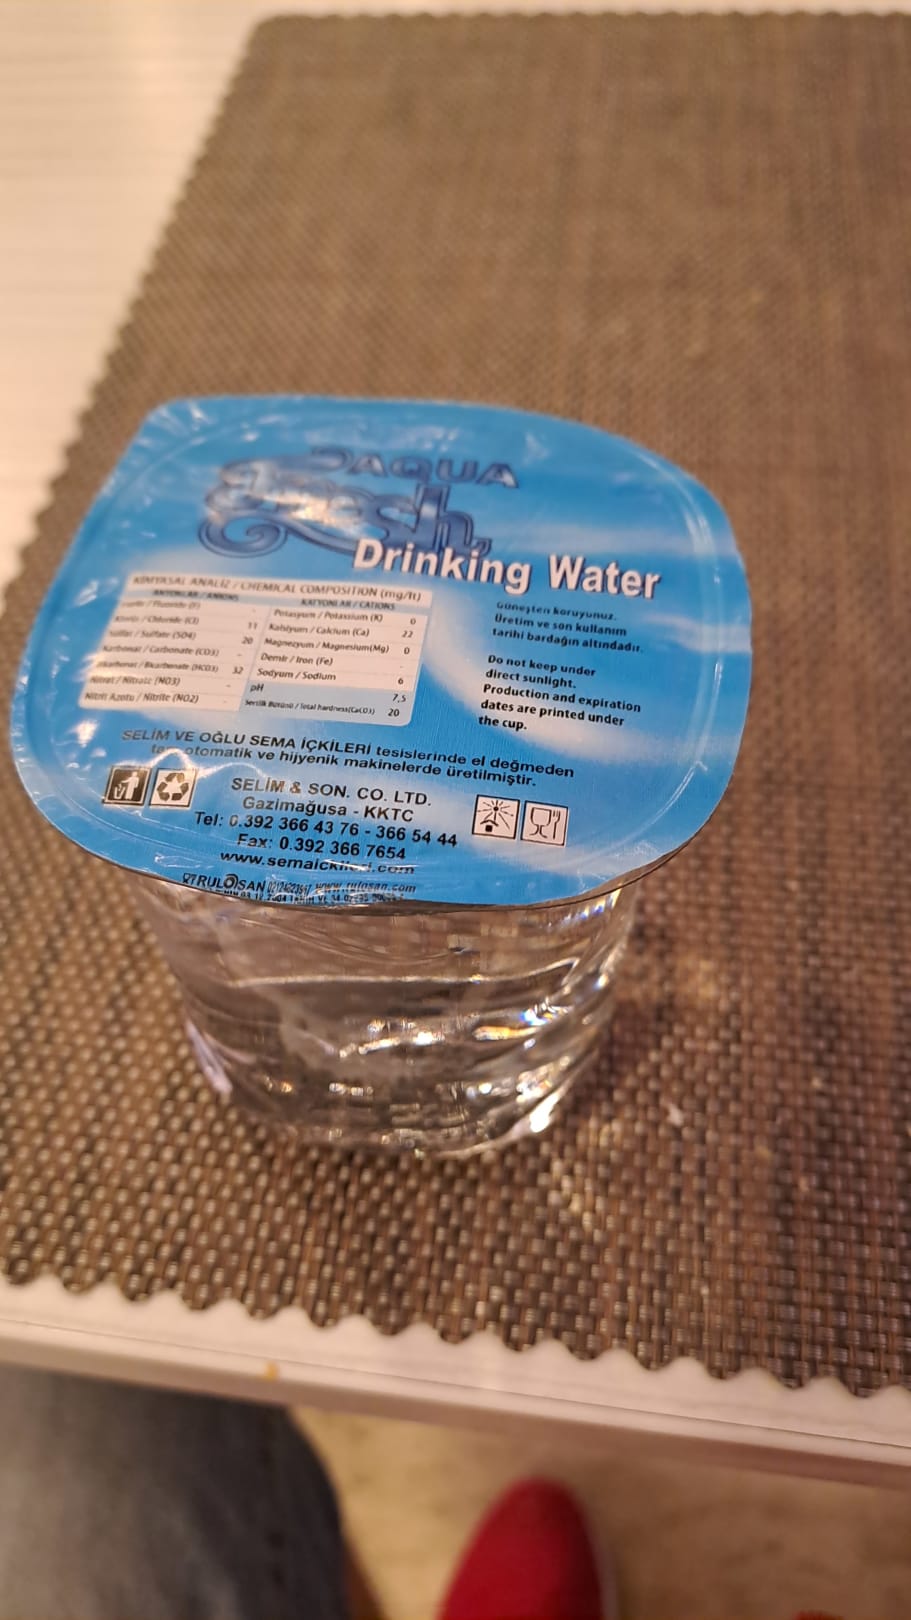 AQUA
fresh
Drinking Water
KİMYASAL ANALİZ / CHEMICAL COMPOSITION (mg/lt)
ANYONLAR / ANIONS
/ Fluoride (F) -
Klorür / Chloride (Cl) 11
Sülfat / Sulfate (SO4) 20
Karbonat / Carbonate (CO3) -
Bikarbonat / Bicarbonate (HCO3) 32
Nitrat / Nitrate (NO3) -
Nitrit Azotu / Nitrite (NO2) -
KATYONLAR / CATIONS
Potasyum / Potassium (K) 0
Kalsiyum / Calcium (Ca) 22
Magnezyum / Magnesium(Mg) 0
Demir / Iron (Fe) -
Sodyum / Sodium 6
pH 7,5
Sertlik Bütünü / Total hardness(CaCO3) 20
Güneşten koruyunuz.
Üretim ve son kullanım
tarihi bardağın altındadır.
Do not keep under
direct sunlight.
Production and expiration
dates are printed under
the cup.
SELİM VE OĞLU SEMA İÇKİLERİ tesislerinde el değmeden
otomatik ve hijyenik makinelerde üretilmiştir.
SELİM & SON. CO. LTD.
Gazimağusa - KKTC
Tel: 0.392 366 43 76 - 366 54 44
Fax: 0.392 366 7654
www.semaickileri.com
RULOSAN www.rulosan.com